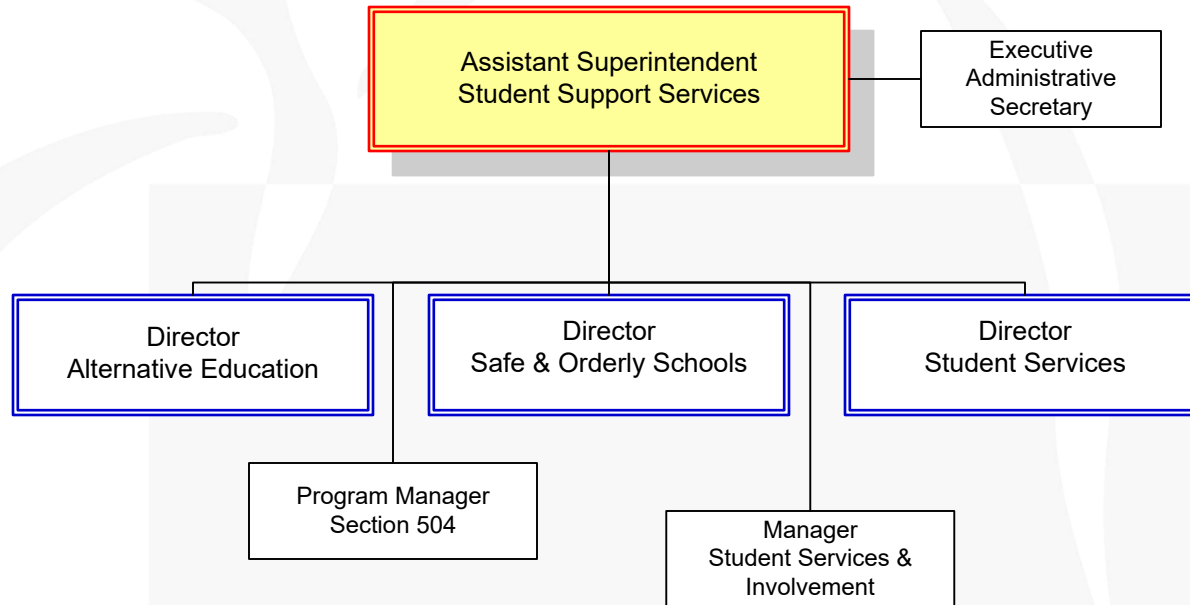 Assistant Superintendent
Student Support Services
Executive
Administrative
Secretary
Director
Alternative Education
Director
Safe & Orderly Schools
Director
Student Services
Program Manager
Section 504
Manager
Student Services &
Involvement